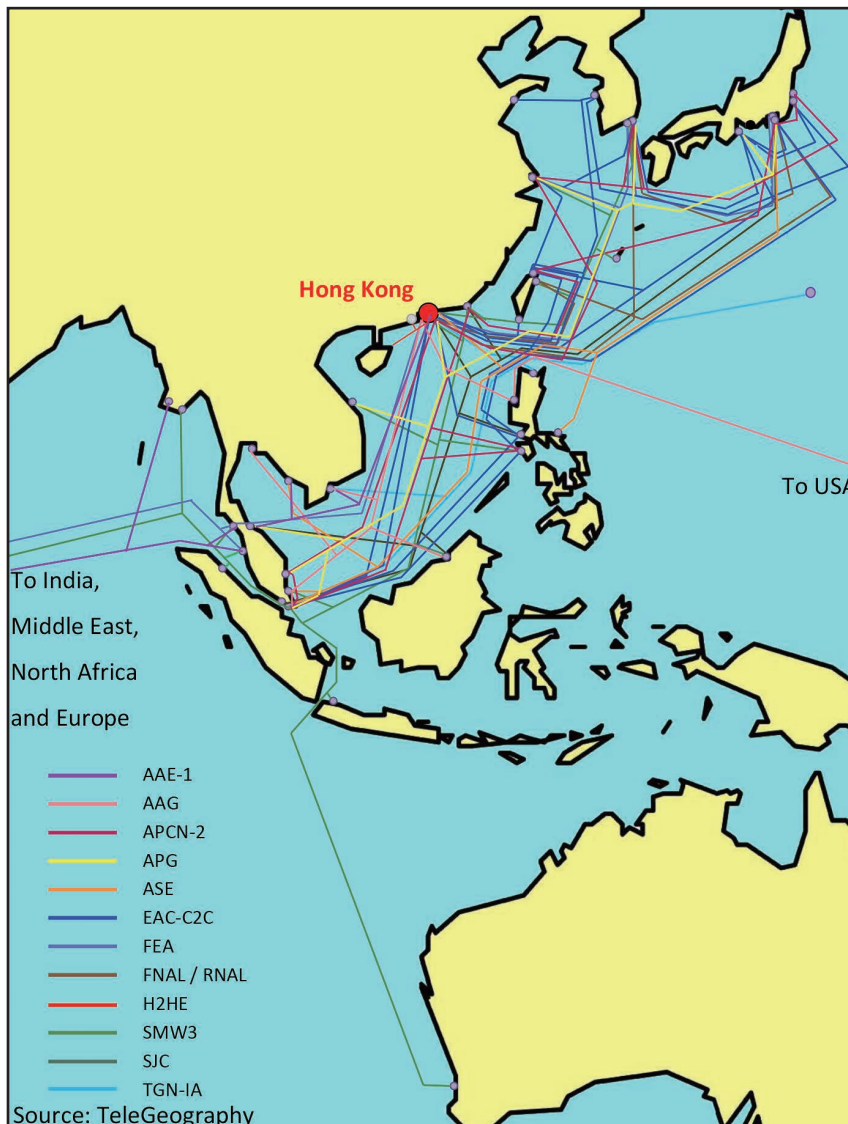 Hong Kong
To USA
To India,
Middle East,
North Africa
and Europe
AAE-1
AAG
APCN-2
APG
ASE
EAC-C2C
FEA
FNAL / RNAL
H2HE
SMW3
SJC
TGN-IA
Source: TeleGeography